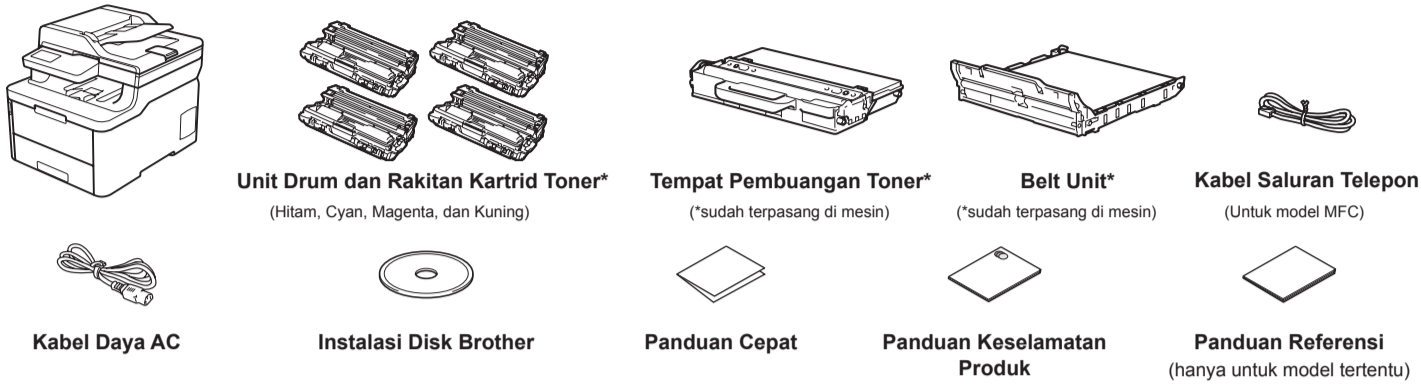 Unit Drum dan Rakitan Kartrid Toner*
(Hitam, Cyan, Magenta, dan Kuning)
Tempat Pembuangan Toner*
(*sudah terpasang di mesin)
Belt Unit*
(*sudah terpasang di mesin)
Kabel Saluran Telepon
(Untuk model MFC)
Kabel Daya AC
Instalasi Disk Brother
Panduan Cepat
Panduan Keselamatan
Produk
Panduan Referensi
(hanya untuk model tertentu)